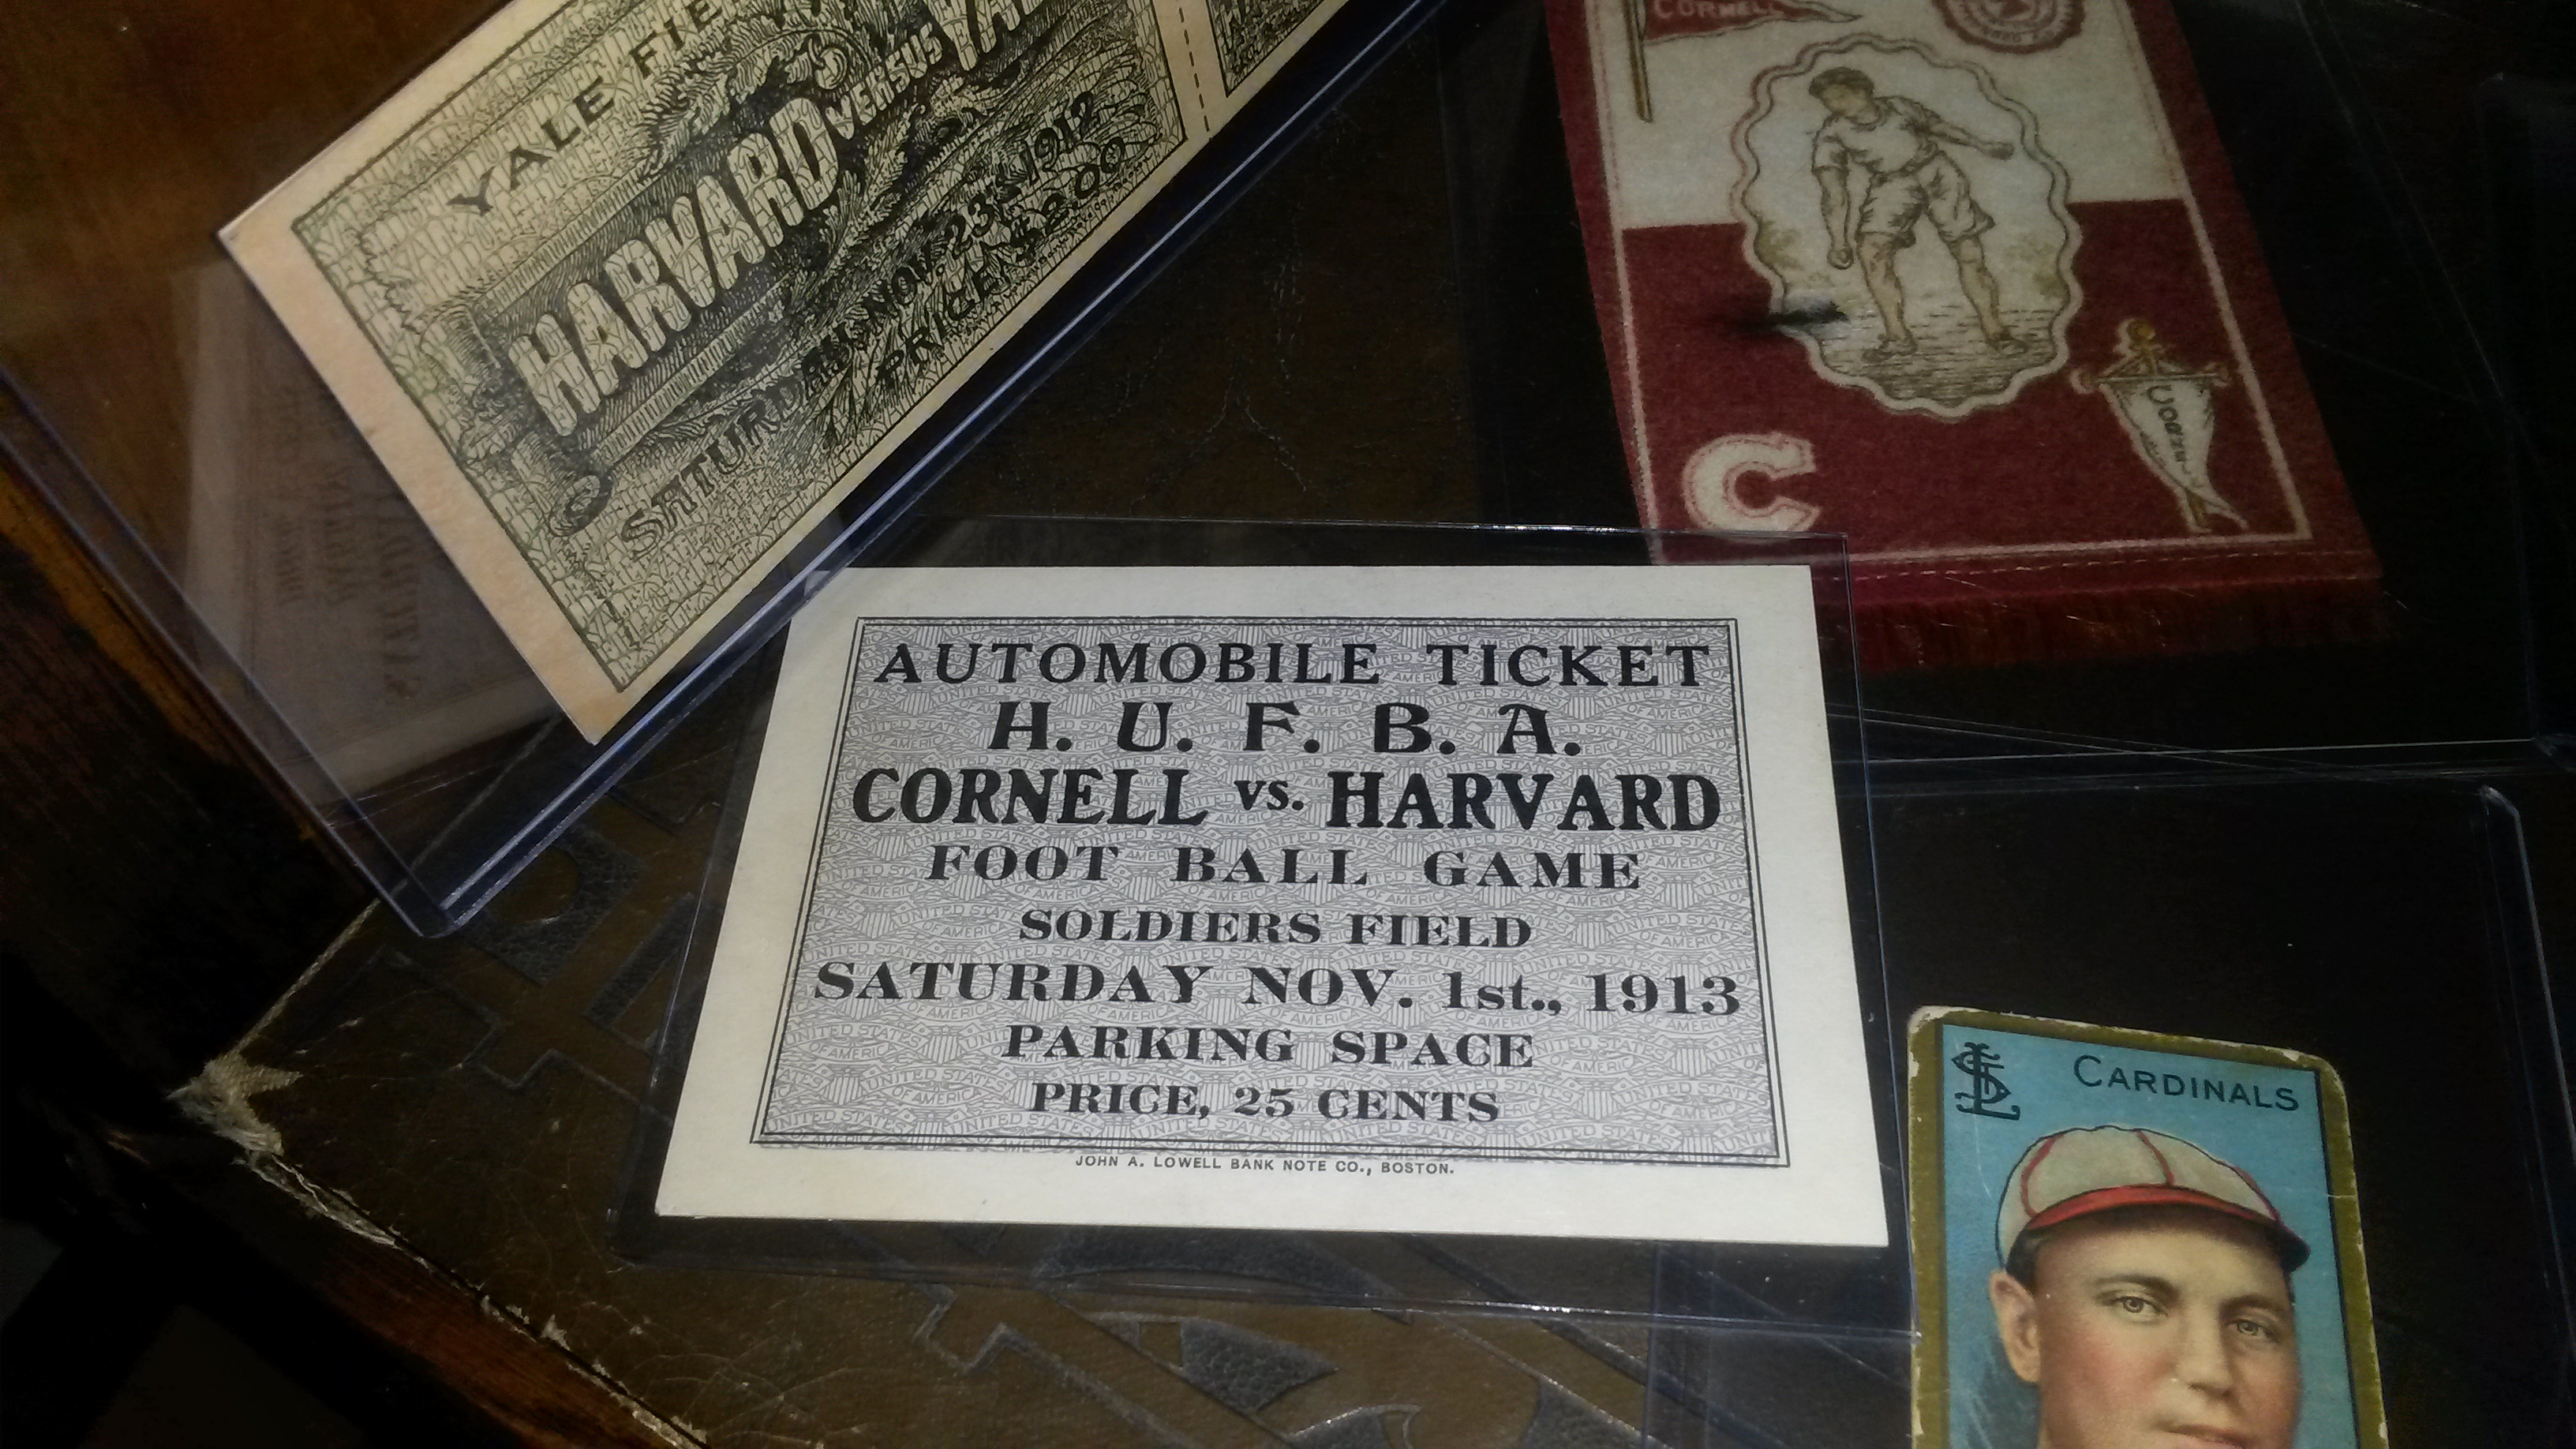 YALE FIE
HARVARD VERSUS YA
SATURDAY, NOV. 23, 1912
PRICE, $2.00
CORNELL
C
CORNELL
AUTOMOBILE TICKET
H. U. F. B. A.
CORNELL vs. HARVARD
FOOT BALL GAME
SOLDIERS FIELD
SATURDAY NOV. 1st., 1913
PARKING SPACE
PRICE, 25 CENTS
JOHN A. LOWELL BANK NOTE CO., BOSTON.
STL
CARDINALS